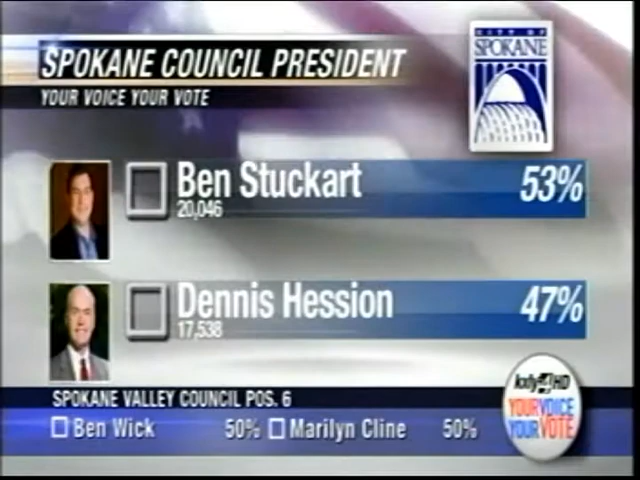 SPOKANE COUNCIL PRESIDENT
YOUR VOICE YOUR VOTE
CITY OF
SPOKANE
Ben Stuckart 53%
20,046
Dennis Hession 47%
17,538
SPOKANE VALLEY COUNCIL POS. 6
Ben Wick 50% Marilyn Cline 50%
kxly4HD
YOUR VOICE
YOUR VOTE